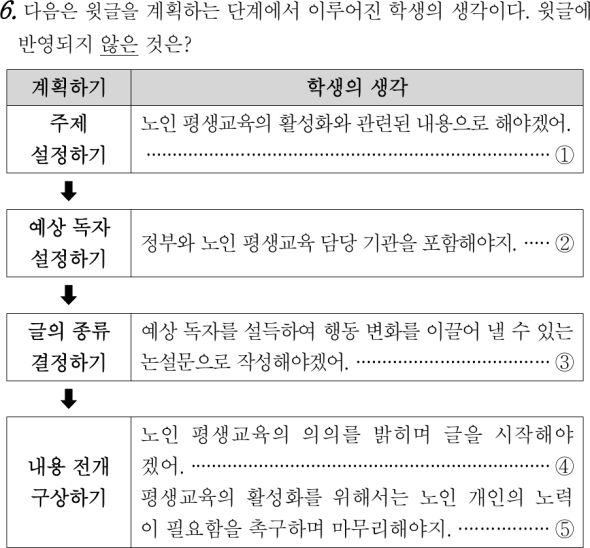 6. 다음은 윗글을 계획하는 단계에서 이루어진 학생의 생각이다. 윗글에
반영되지 않은 것은?
계획하기 학생의 생각
주제
설정하기
노인 평생교육의 활성화와 관련된 내용으로 해야겠어.
…………………………………………………………… ①
예상 독자
설정하기
정부와 노인 평생교육 담당 기관을 포함해야지. ····· ②
글의 종류
결정하기
예상 독자를 설득하여 행동 변화를 이끌어 낼 수 있는
논설문으로 작성해야겠어. ………………………………… ③
내용 전개
구상하기
노인 평생교육의 의의를 밝히며 글을 시작해야
겠어. ……………………………………………………… ④
평생교육의 활성화를 위해서는 노인 개인의 노력
이 필요함을 촉구하며 마무리해야지. ……………… ⑤